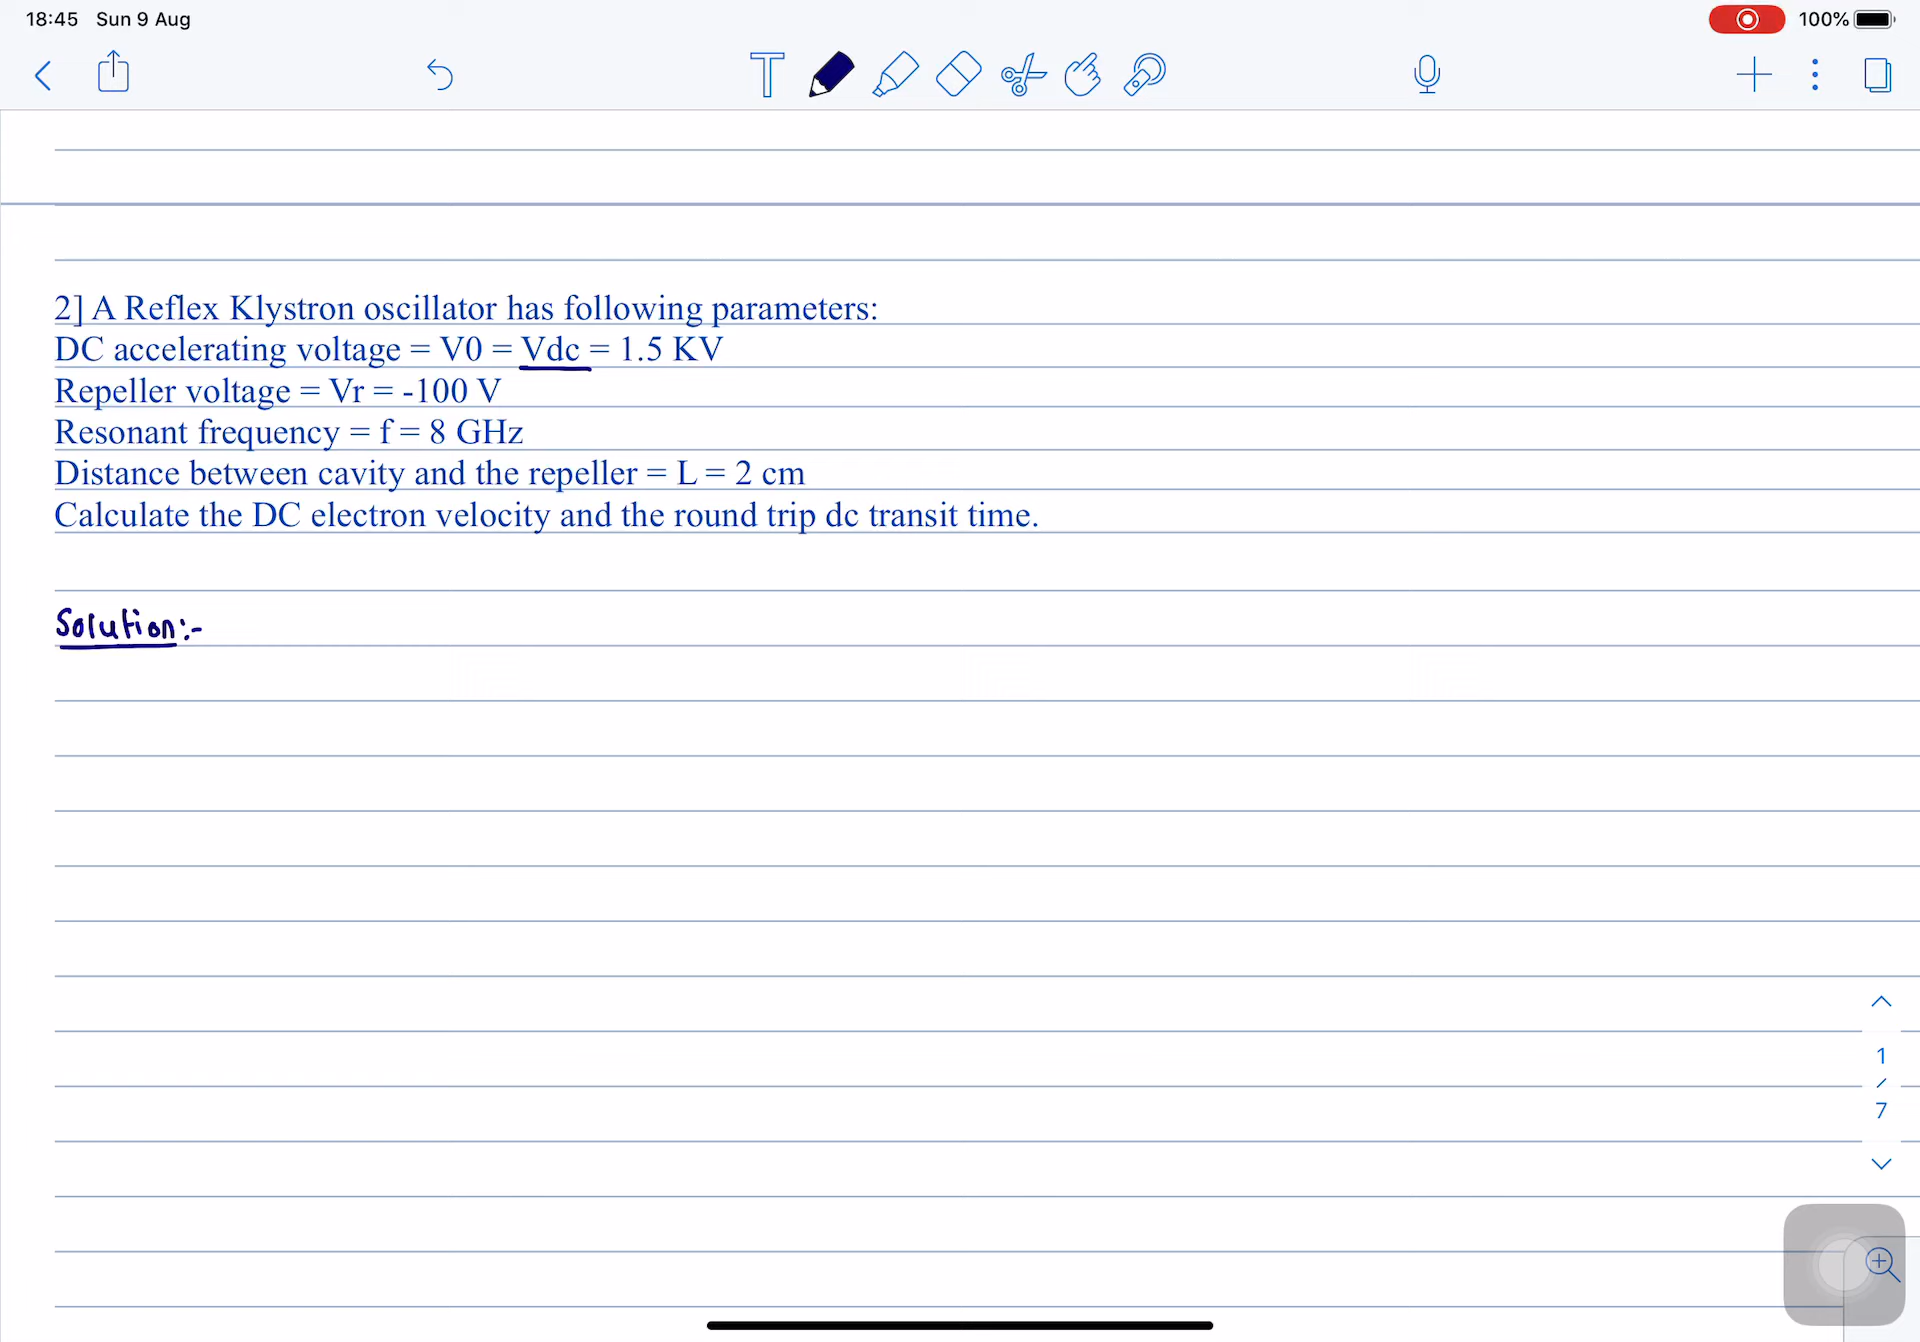 18:45 Sun 9 Aug
100%
2] A Reflex Klystron oscillator has following parameters:
DC accelerating voltage = V0 = Vdc = 1.5 KV
Repeller voltage = Vr = -100 V
Resonant frequency = f = 8 GHz
Distance between cavity and the repeller = L = 2 cm
Calculate the DC electron velocity and the round trip dc transit time.
Solution:-
1
/
7